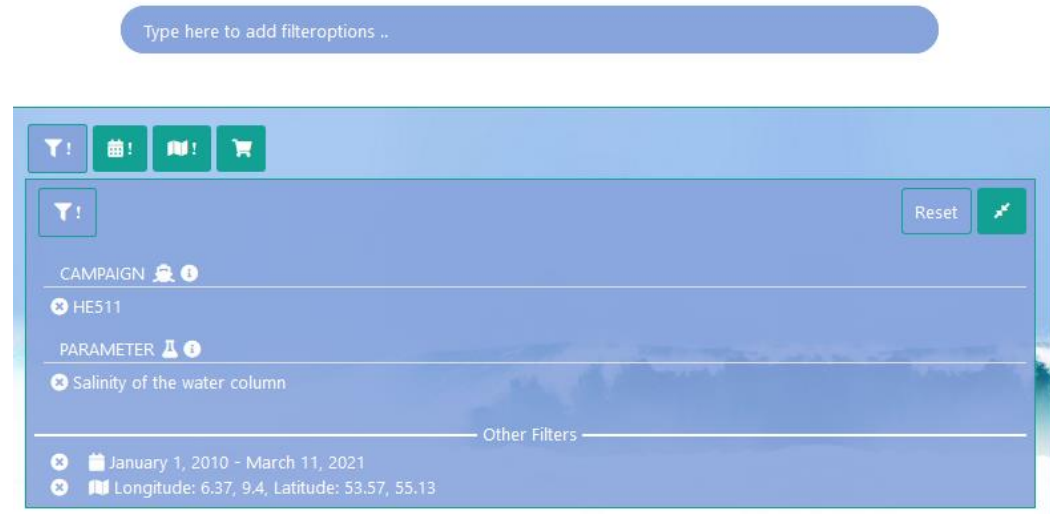 Type here to add filteroptions ..
! ! !
!
Reset
CAMPAIGN
HE511
PARAMETER
Salinity of the water column
Other Filters
January 1, 2010 - March 11, 2021
Longitude: 6.37, 9.4, Latitude: 53.57, 55.13